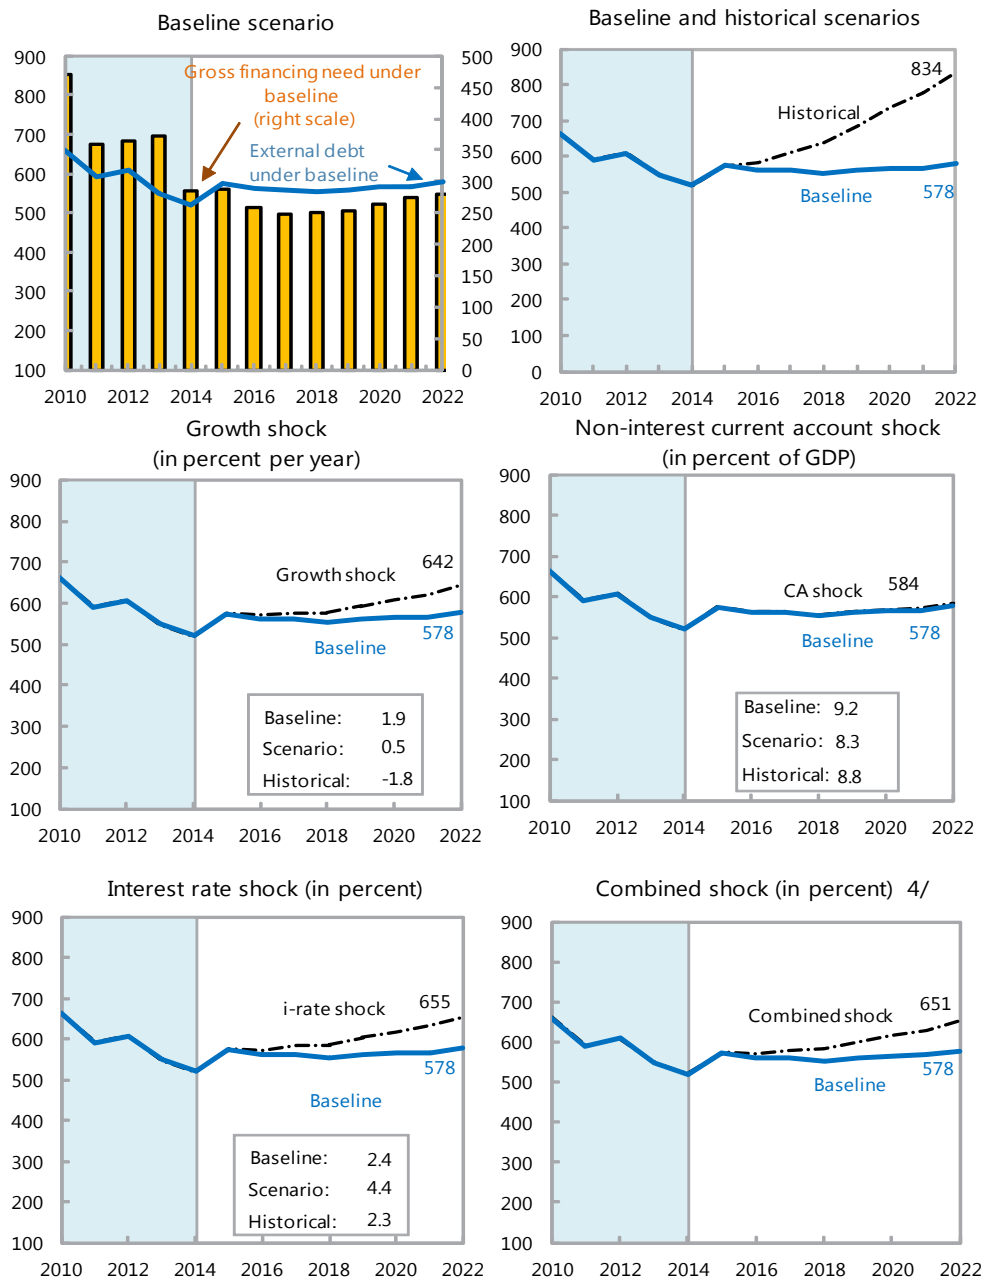 Baseline scenario
900
800
700
600
500
400
300
200
100
500
450
400
350
300
250
200
150
100
50
0
Gross financing need under
baseline
(right scale)
External debt
under baseline
2010 2012 2014 2016 2018 2020 2022
Baseline and historical scenarios
900
800
700
600
500
400
300
200
100
0
834
Historical
Baseline
578
2010 2012 2014 2016 2018 2020 2022
Growth shock
(in percent per year)
900
800
700
600
500
400
300
200
100
642
Growth shock
578
Baseline
Baseline: 1.9
Scenario: 0.5
Historical: -1.8
2010 2012 2014 2016 2018 2020 2022
Non-interest current account shock
(in percent of GDP)
900
800
700
600
500
400
300
200
100
584
CA shock
578
Baseline
Baseline: 9.2
Scenario: 8.3
Historical: 8.8
2010 2012 2014 2016 2018 2020 2022
Interest rate shock (in percent)
900
800
700
600
500
400
300
200
100
655
i-rate shock
578
Baseline
Baseline: 2.4
Scenario: 4.4
Historical: 2.3
2010 2012 2014 2016 2018 2020 2022
Combined shock (in percent) 4/
900
800
700
600
500
400
300
200
100
651
Combined shock
578
Baseline
2010 2012 2014 2016 2018 2020 2022